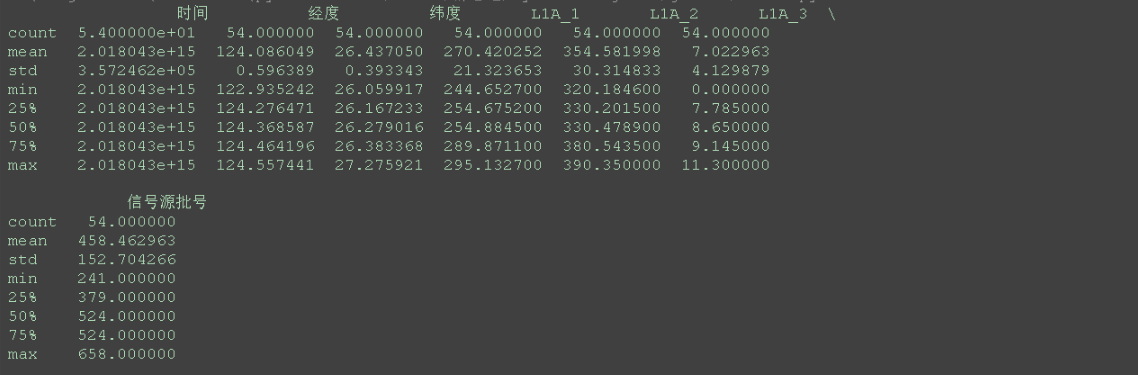 时间 经度 纬度 L1A_1 L1A_2 L1A_3 \
count 5.400000e+01 54.000000 54.000000 54.000000 54.000000 54.000000
mean 2.018043e+15 124.086049 26.437050 270.420252 354.581998 7.022963
std 3.572462e+05 0.596389 0.393343 21.323653 30.314833 4.129879
min 2.018043e+15 122.935242 26.059917 244.652700 320.184600 0.000000
25% 2.018043e+15 124.276471 26.167233 254.675200 330.201500 7.785000
50% 2.018043e+15 124.368587 26.279016 254.884500 330.478900 8.650000
75% 2.018043e+15 124.464196 26.383368 289.871100 380.543500 9.145000
max 2.018043e+15 124.557441 27.275921 295.132700 390.350000 11.300000
信号源批号
count 54.000000
mean 458.462963
std 152.704266
min 241.000000
25% 379.000000
50% 524.000000
75% 524.000000
max 658.000000